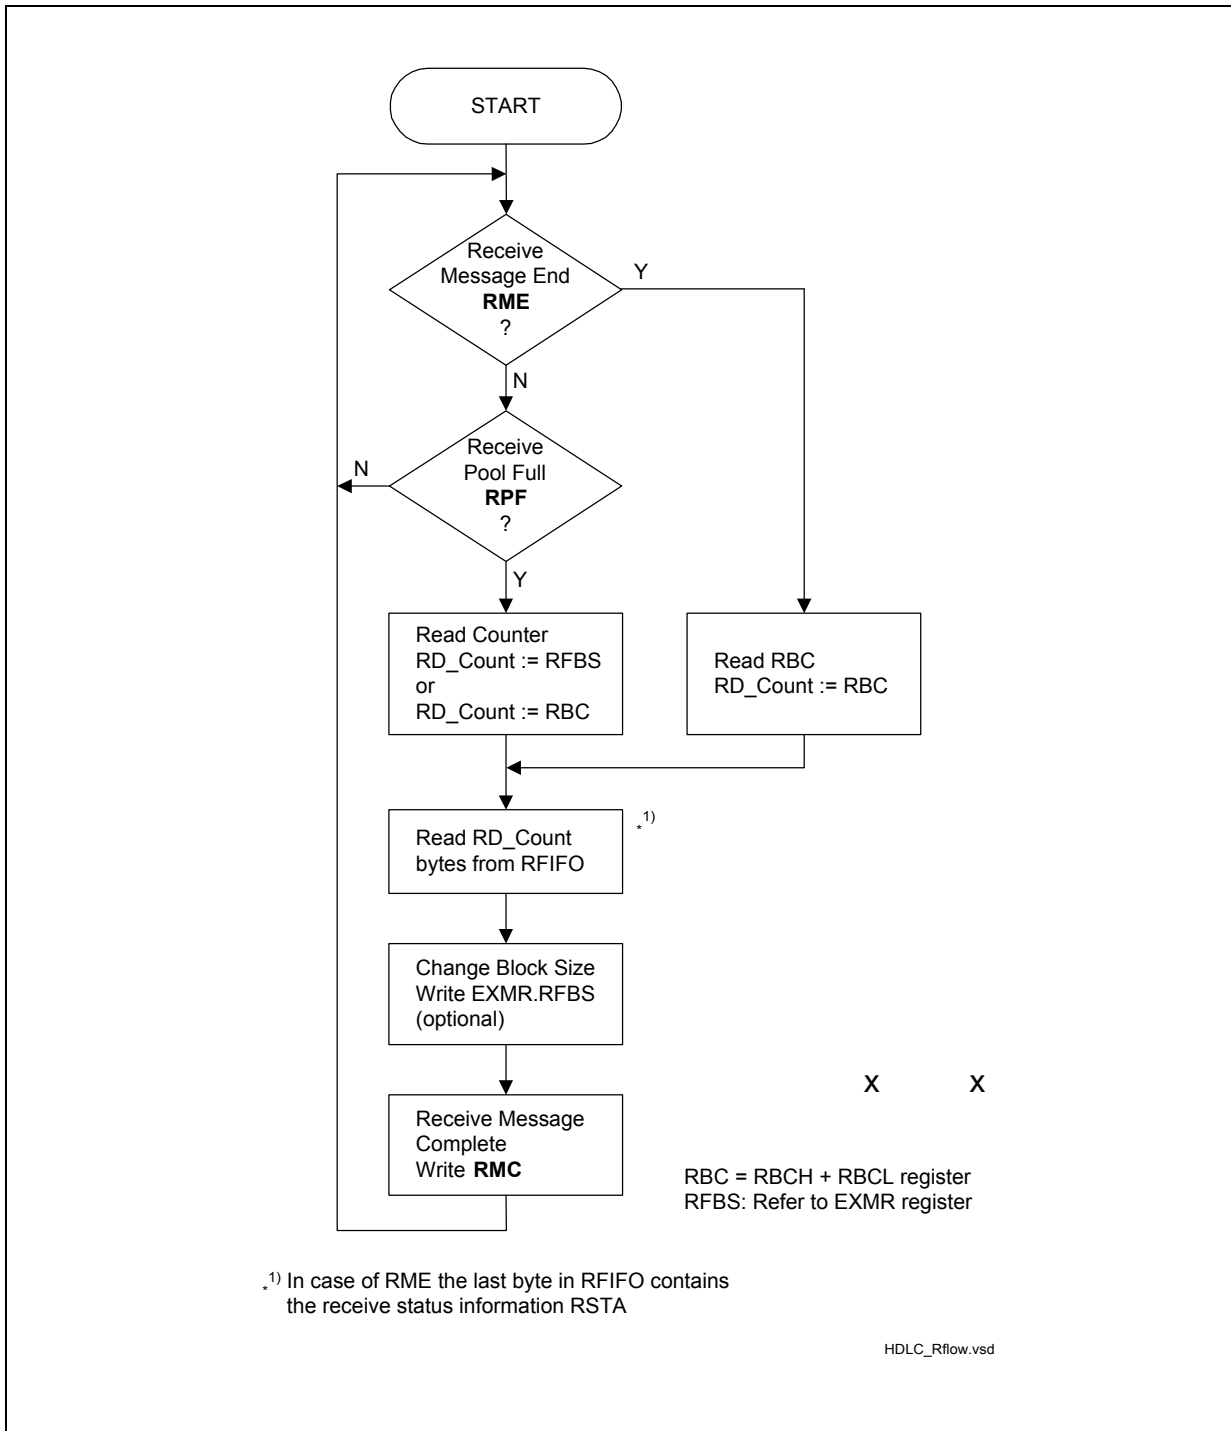 START
Receive
Message End
RME
?
Y
N
Receive
Pool Full
RPF
?
N
Y
Read Counter
RD_Count := RFBS
or
RD_Count := RBC
Read RBC
RD_Count := RBC
Read RD_Count
bytes from RFIFO
*1)
Change Block Size
Write EXMR.RFBS
(optional)
x x
Receive Message
Complete
Write RMC
RBC = RBCH + RBCL register
RFBS: Refer to EXMR register
*1) In case of RME the last byte in RFIFO contains
the receive status information RSTA
HDLC_Rflow.vsd